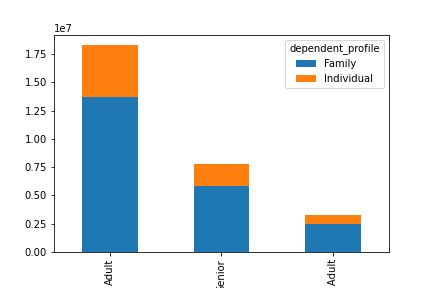 1e7
dependent_profile
Family
Individual
1.75
1.50
1.25
1.00
0.75
0.50
0.25
0.00
Adult
Senior
Adult